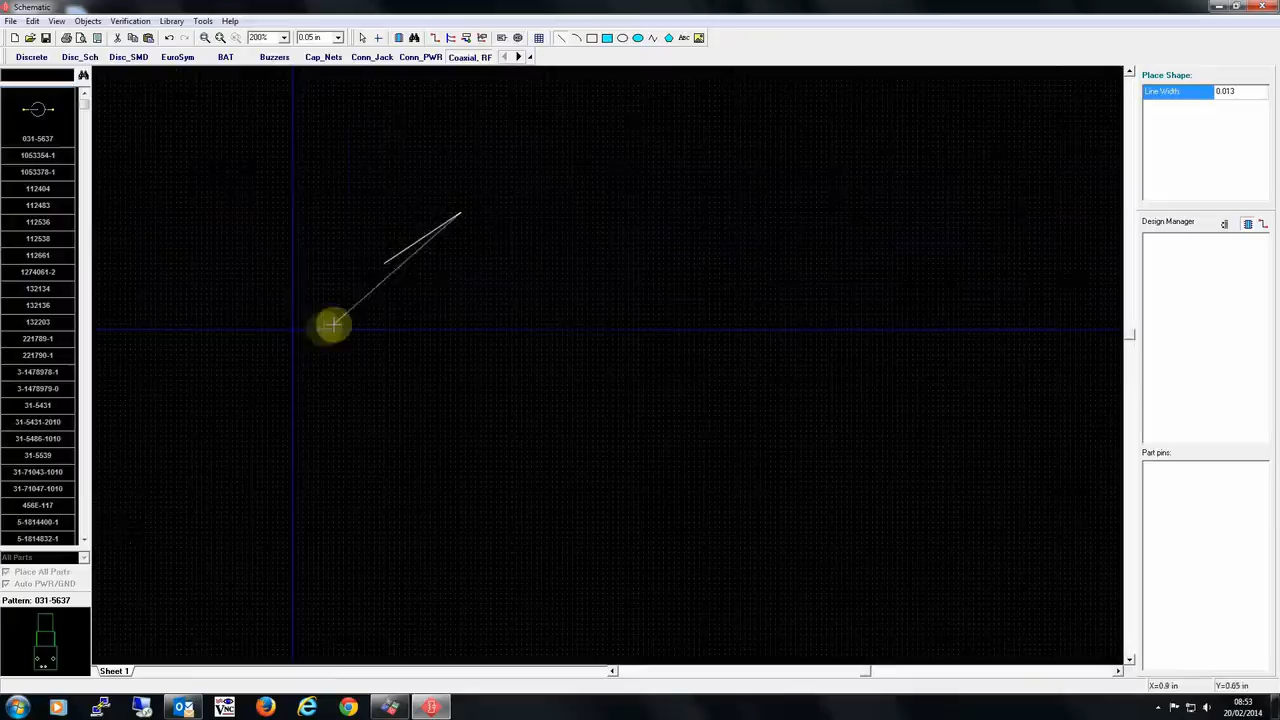 Schematic
File Edit View Objects Verification Library Tools Help
200% 0.05 in Abc
Discrete Disc_Sch Disc_SMD EuroSym BAT Buzzers Cap_Nets Conn_Jack Conn_PWR Coaxial, RF
031-5637
1053354-1
1053378-1
112404
112483
112536
112538
112661
1274061-2
132134
132136
132203
221789-1
221790-1
3-1478978-1
3-1478979-0
31-5431
31-5431-2010
31-5486-1010
31-5539
31-71043-1010
31-71047-1010
456E-117
5-1814400-1
5-1814832-1
All Parts
Place All Parts
Auto PWR/GND
Pattern: 031-5637
Sheet 1
Place Shape:
Line Width 0.013
Design Manager
Part pins:
X=0.9 in Y=0.65 in
VNC
08:53
20/02/2014